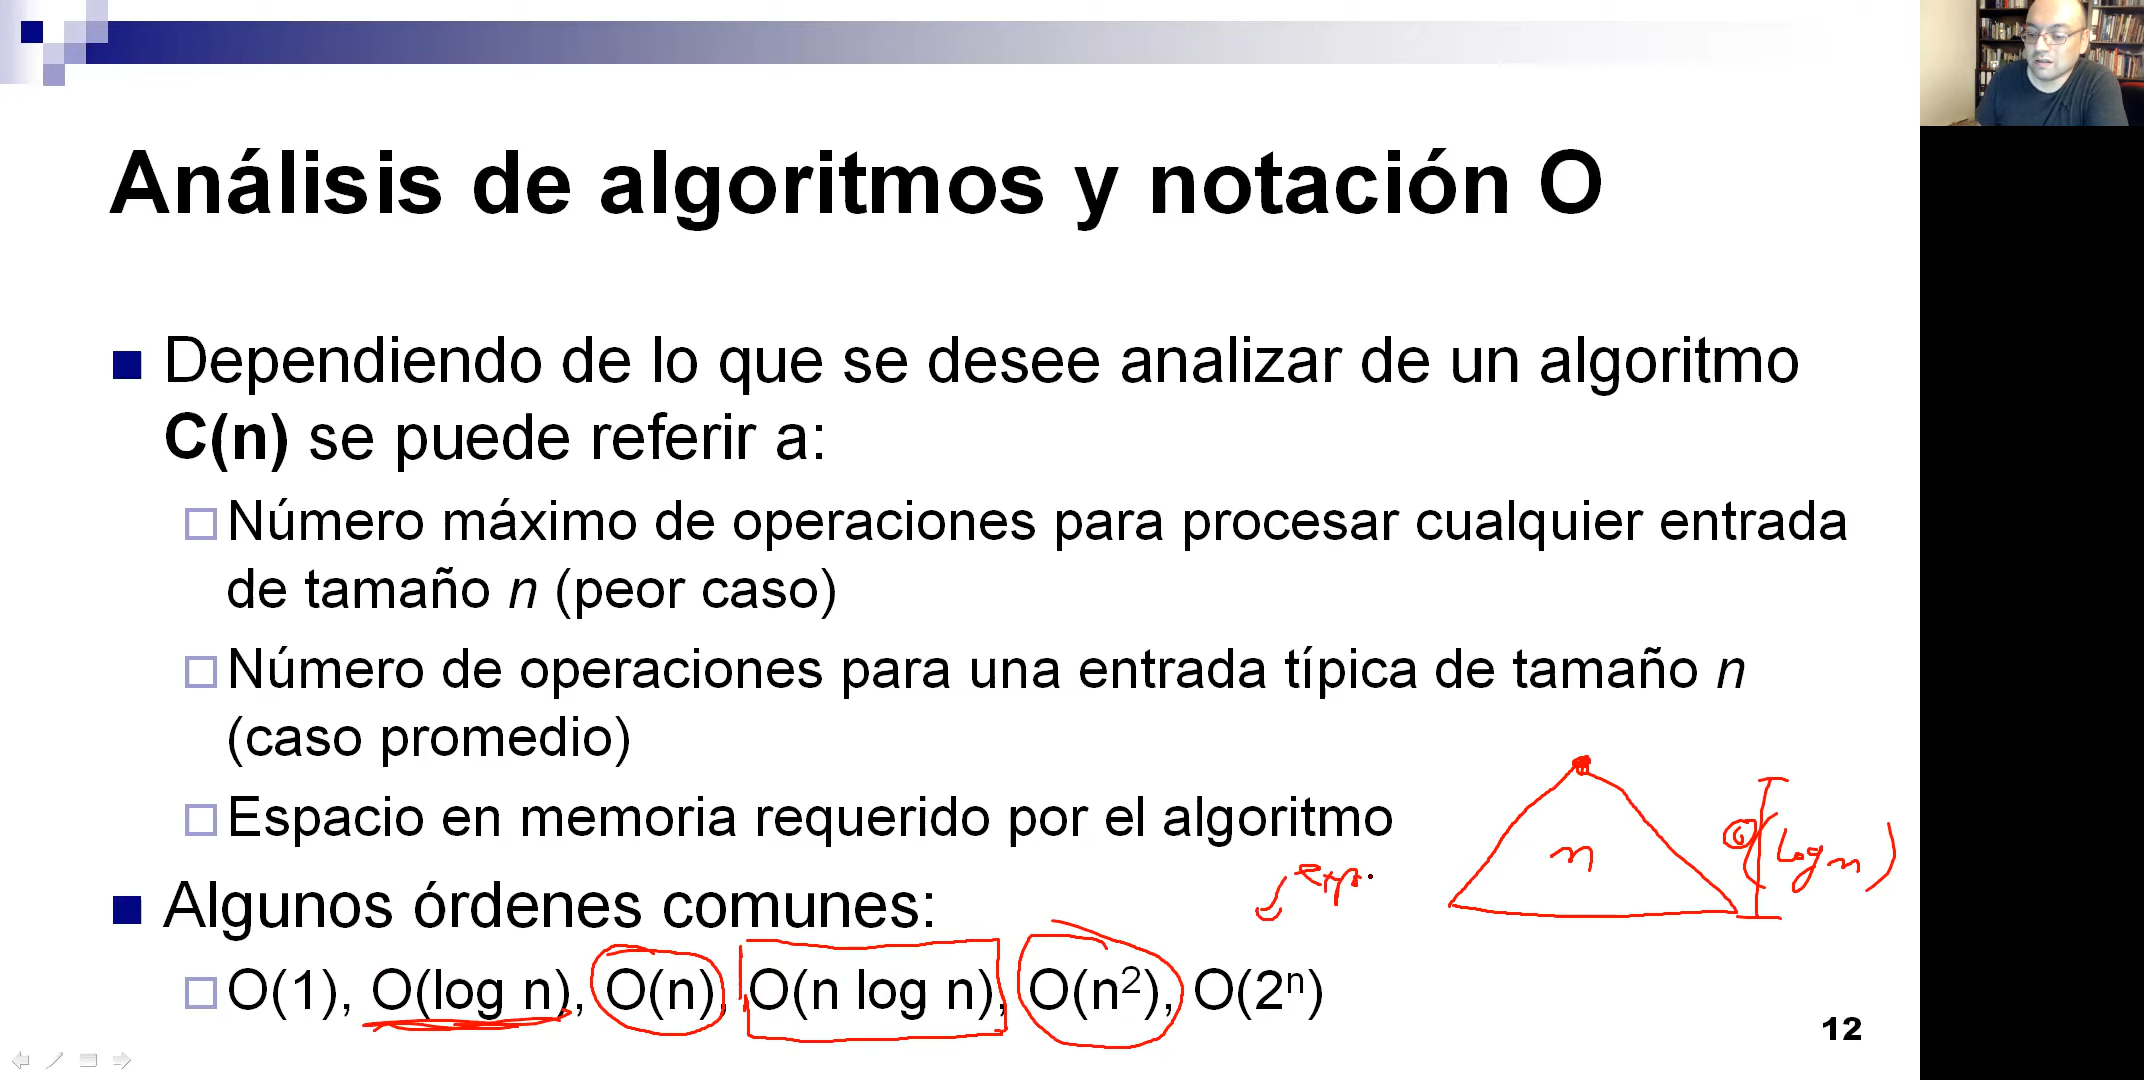 Análisis de algoritmos y notación O
Dependiendo de lo que se desee analizar de un algoritmo
C(n) se puede referir a:
Número máximo de operaciones para procesar cualquier entrada
de tamaño n (peor caso)
Número de operaciones para una entrada típica de tamaño n
(caso promedio)
Espacio en memoria requerido por el algoritmo
n
(log n)
Algunos órdenes comunes:
O(1), O(log n), O(n), O(n log n), O(n²), O(2ⁿ)
12